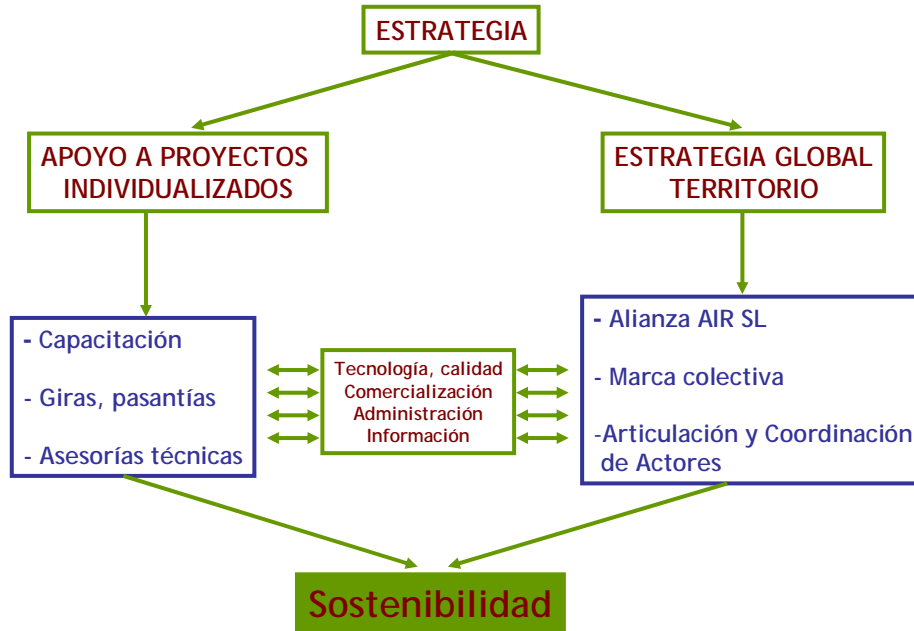 ESTRATEGIA
APOYO A PROYECTOS
INDIVIDUALIZADOS
ESTRATEGIA GLOBAL
TERRITORIO
- Capacitación
- Giras, pasantías
- Asesorías técnicas
Tecnología, calidad
Comercialización
Administración
Información
- Alianza AIR SL
- Marca colectiva
-Articulación y Coordinación
de Actores
Sostenibilidad